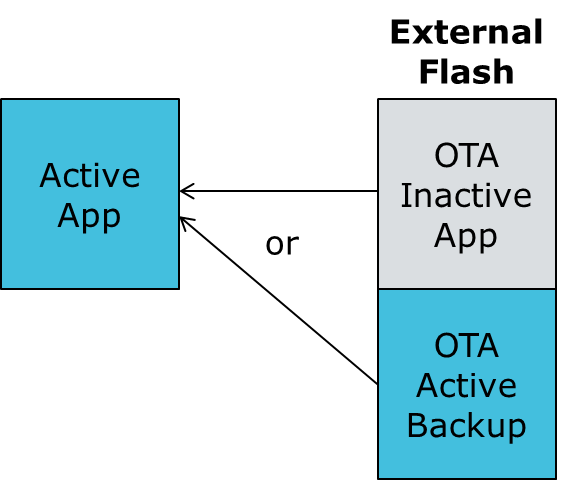 External
Flash
Active
App
OTA
Inactive
App
or
OTA
Active
Backup